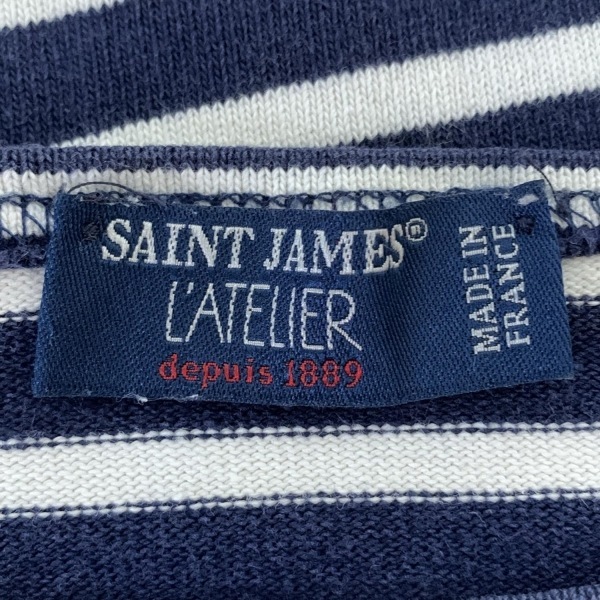 SAINT JAMES®
L'ATELIER
depuis 1889
MADE IN
FRANCE